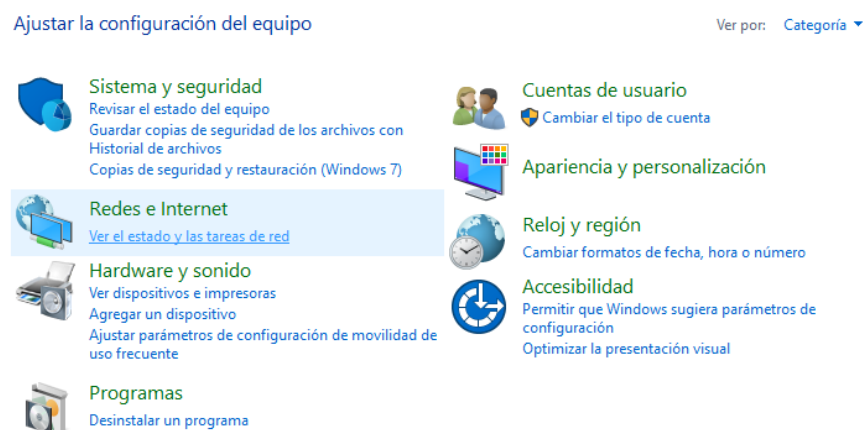 Ajustar la configuración del equipo
Ver por: Categoría
Sistema y seguridad
Revisar el estado del equipo
Guardar copias de seguridad de los archivos con
Historial de archivos
Copias de seguridad y restauración (Windows 7)
Redes e Internet
Ver el estado y las tareas de red
Hardware y sonido
Ver dispositivos e impresoras
Agregar un dispositivo
Ajustar parámetros de configuración de movilidad de
uso frecuente
Programas
Desinstalar un programa
Cuentas de usuario
Cambiar el tipo de cuenta
Apariencia y personalización
Reloj y región
Cambiar formatos de fecha, hora o número
Accesibilidad
Permitir que Windows sugiera parámetros de
configuración
Optimizar la presentación visual